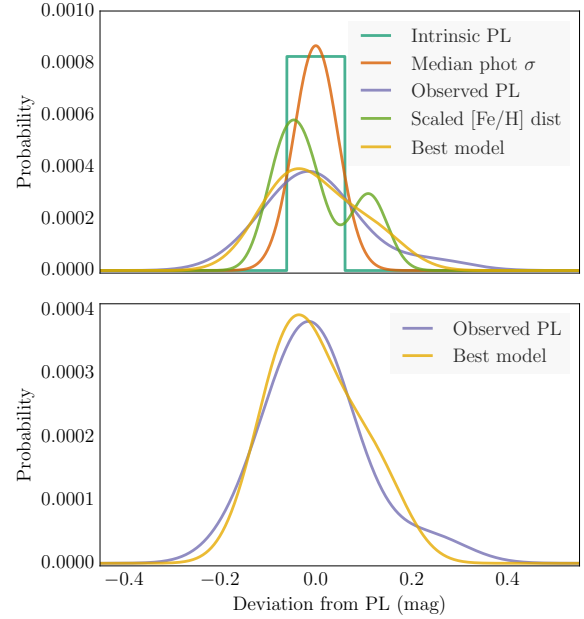 0.0010
0.0008
0.0006
0.0004
0.0002
0.0000
Probability
Intrinsic PL
Median phot σ
Observed PL
Scaled [Fe/H] dist
Best model
0.0004
0.0003
0.0002
0.0001
0.0000
Probability
Observed PL
Best model
−0.4 −0.2 0.0 0.2 0.4
Deviation from PL (mag)